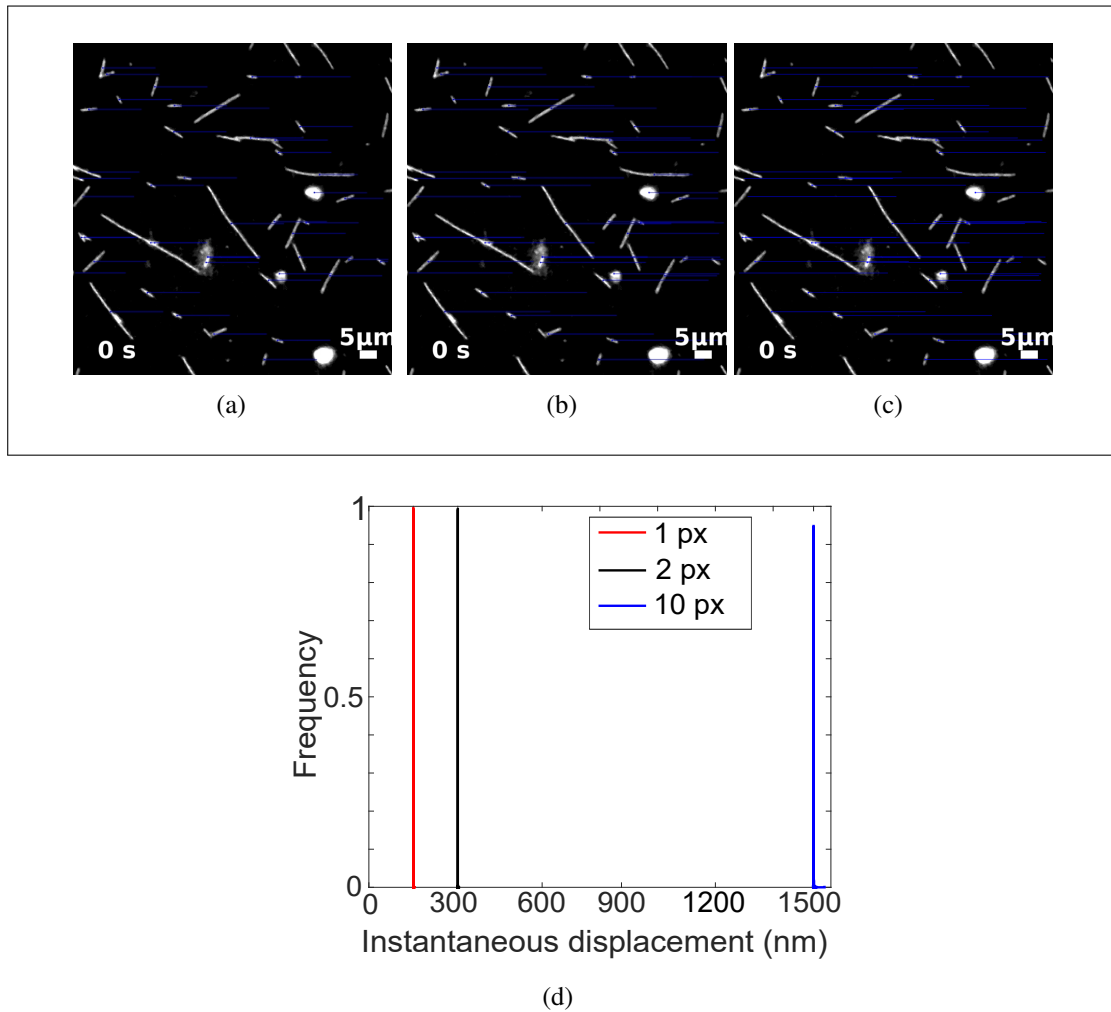 0 s
5µm
0 s
5µm
0 s
5µm
(a)
(b)
(c)
1
0.5
0
Frequency
1 px
2 px
10 px
0
300
600
900
1200
1500
Instantaneous displacement (nm)
(d)